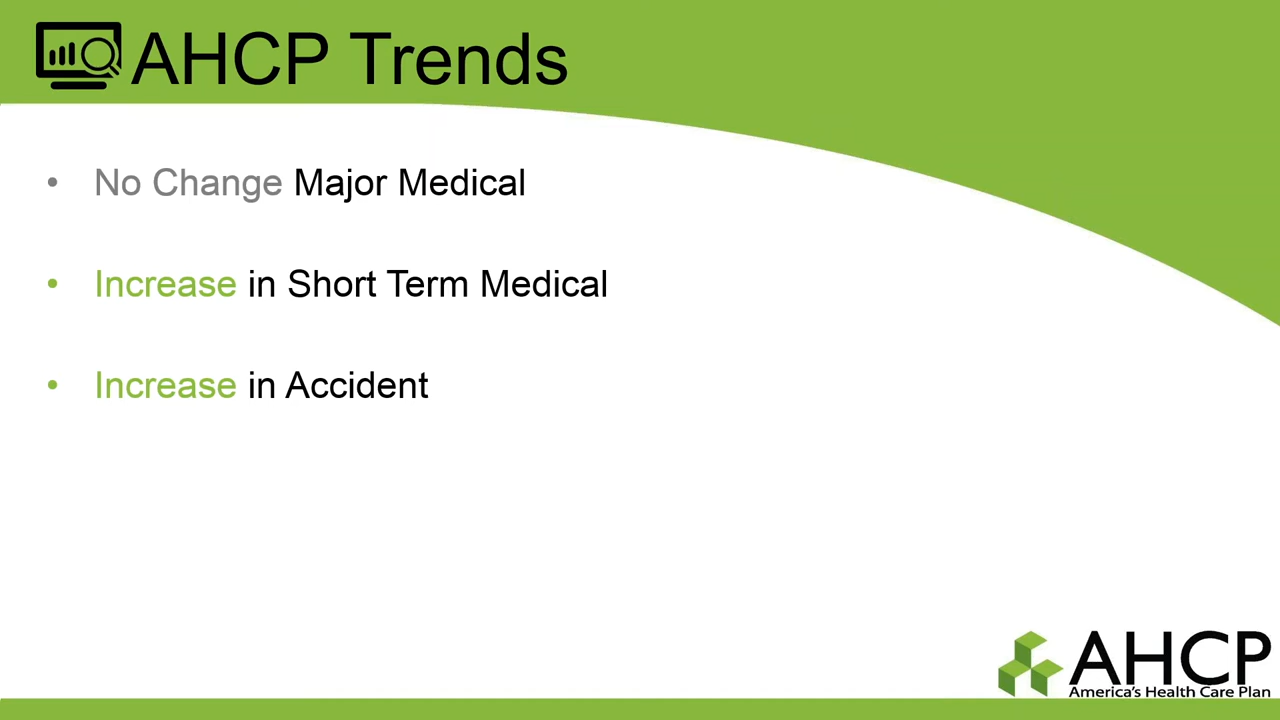 AHCP Trends
• No Change Major Medical
• Increase in Short Term Medical
• Increase in Accident
AHCP
America's Health Care Plan